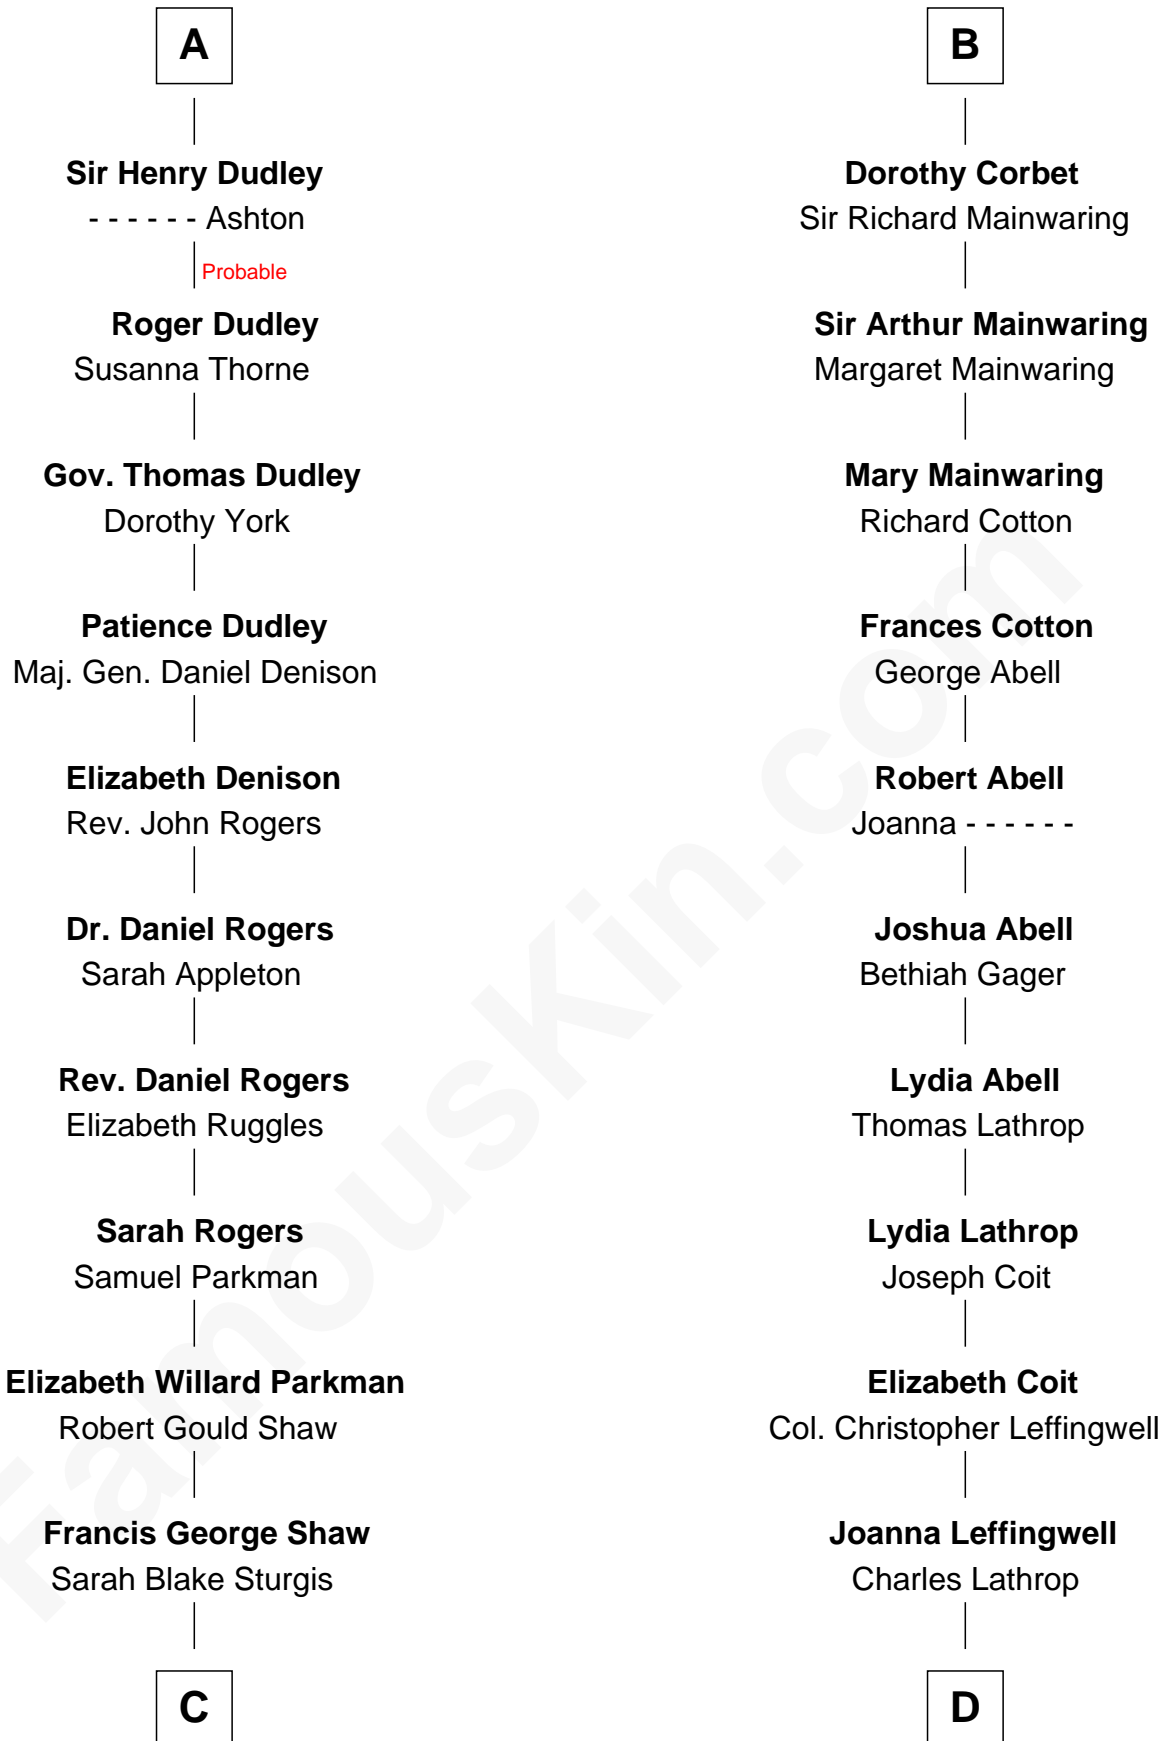 A
Sir Henry Dudley
- - - - - - Ashton
Probable
Roger Dudley
Susanna Thorne
Gov. Thomas Dudley
Dorothy York
Patience Dudley
Maj. Gen. Daniel Denison
Elizabeth Denison
Rev. John Rogers
Dr. Daniel Rogers
Sarah Appleton
Rev. Daniel Rogers
Elizabeth Ruggles
Sarah Rogers
Samuel Parkman
Elizabeth Willard Parkman
Robert Gould Shaw
Francis George Shaw
Sarah Blake Sturgis
C
B
Dorothy Corbet
Sir Richard Mainwaring
Sir Arthur Mainwaring
Margaret Mainwaring
Mary Mainwaring
Richard Cotton
Frances Cotton
George Abell
Robert Abell
Joanna - - - - - -
Joshua Abell
Bethiah Gager
Lydia Abell
Thomas Lathrop
Lydia Lathrop
Joseph Coit
Elizabeth Coit
Col. Christopher Leffingwell
Joanna Leffingwell
Charles Lathrop
D
FamousKin.com